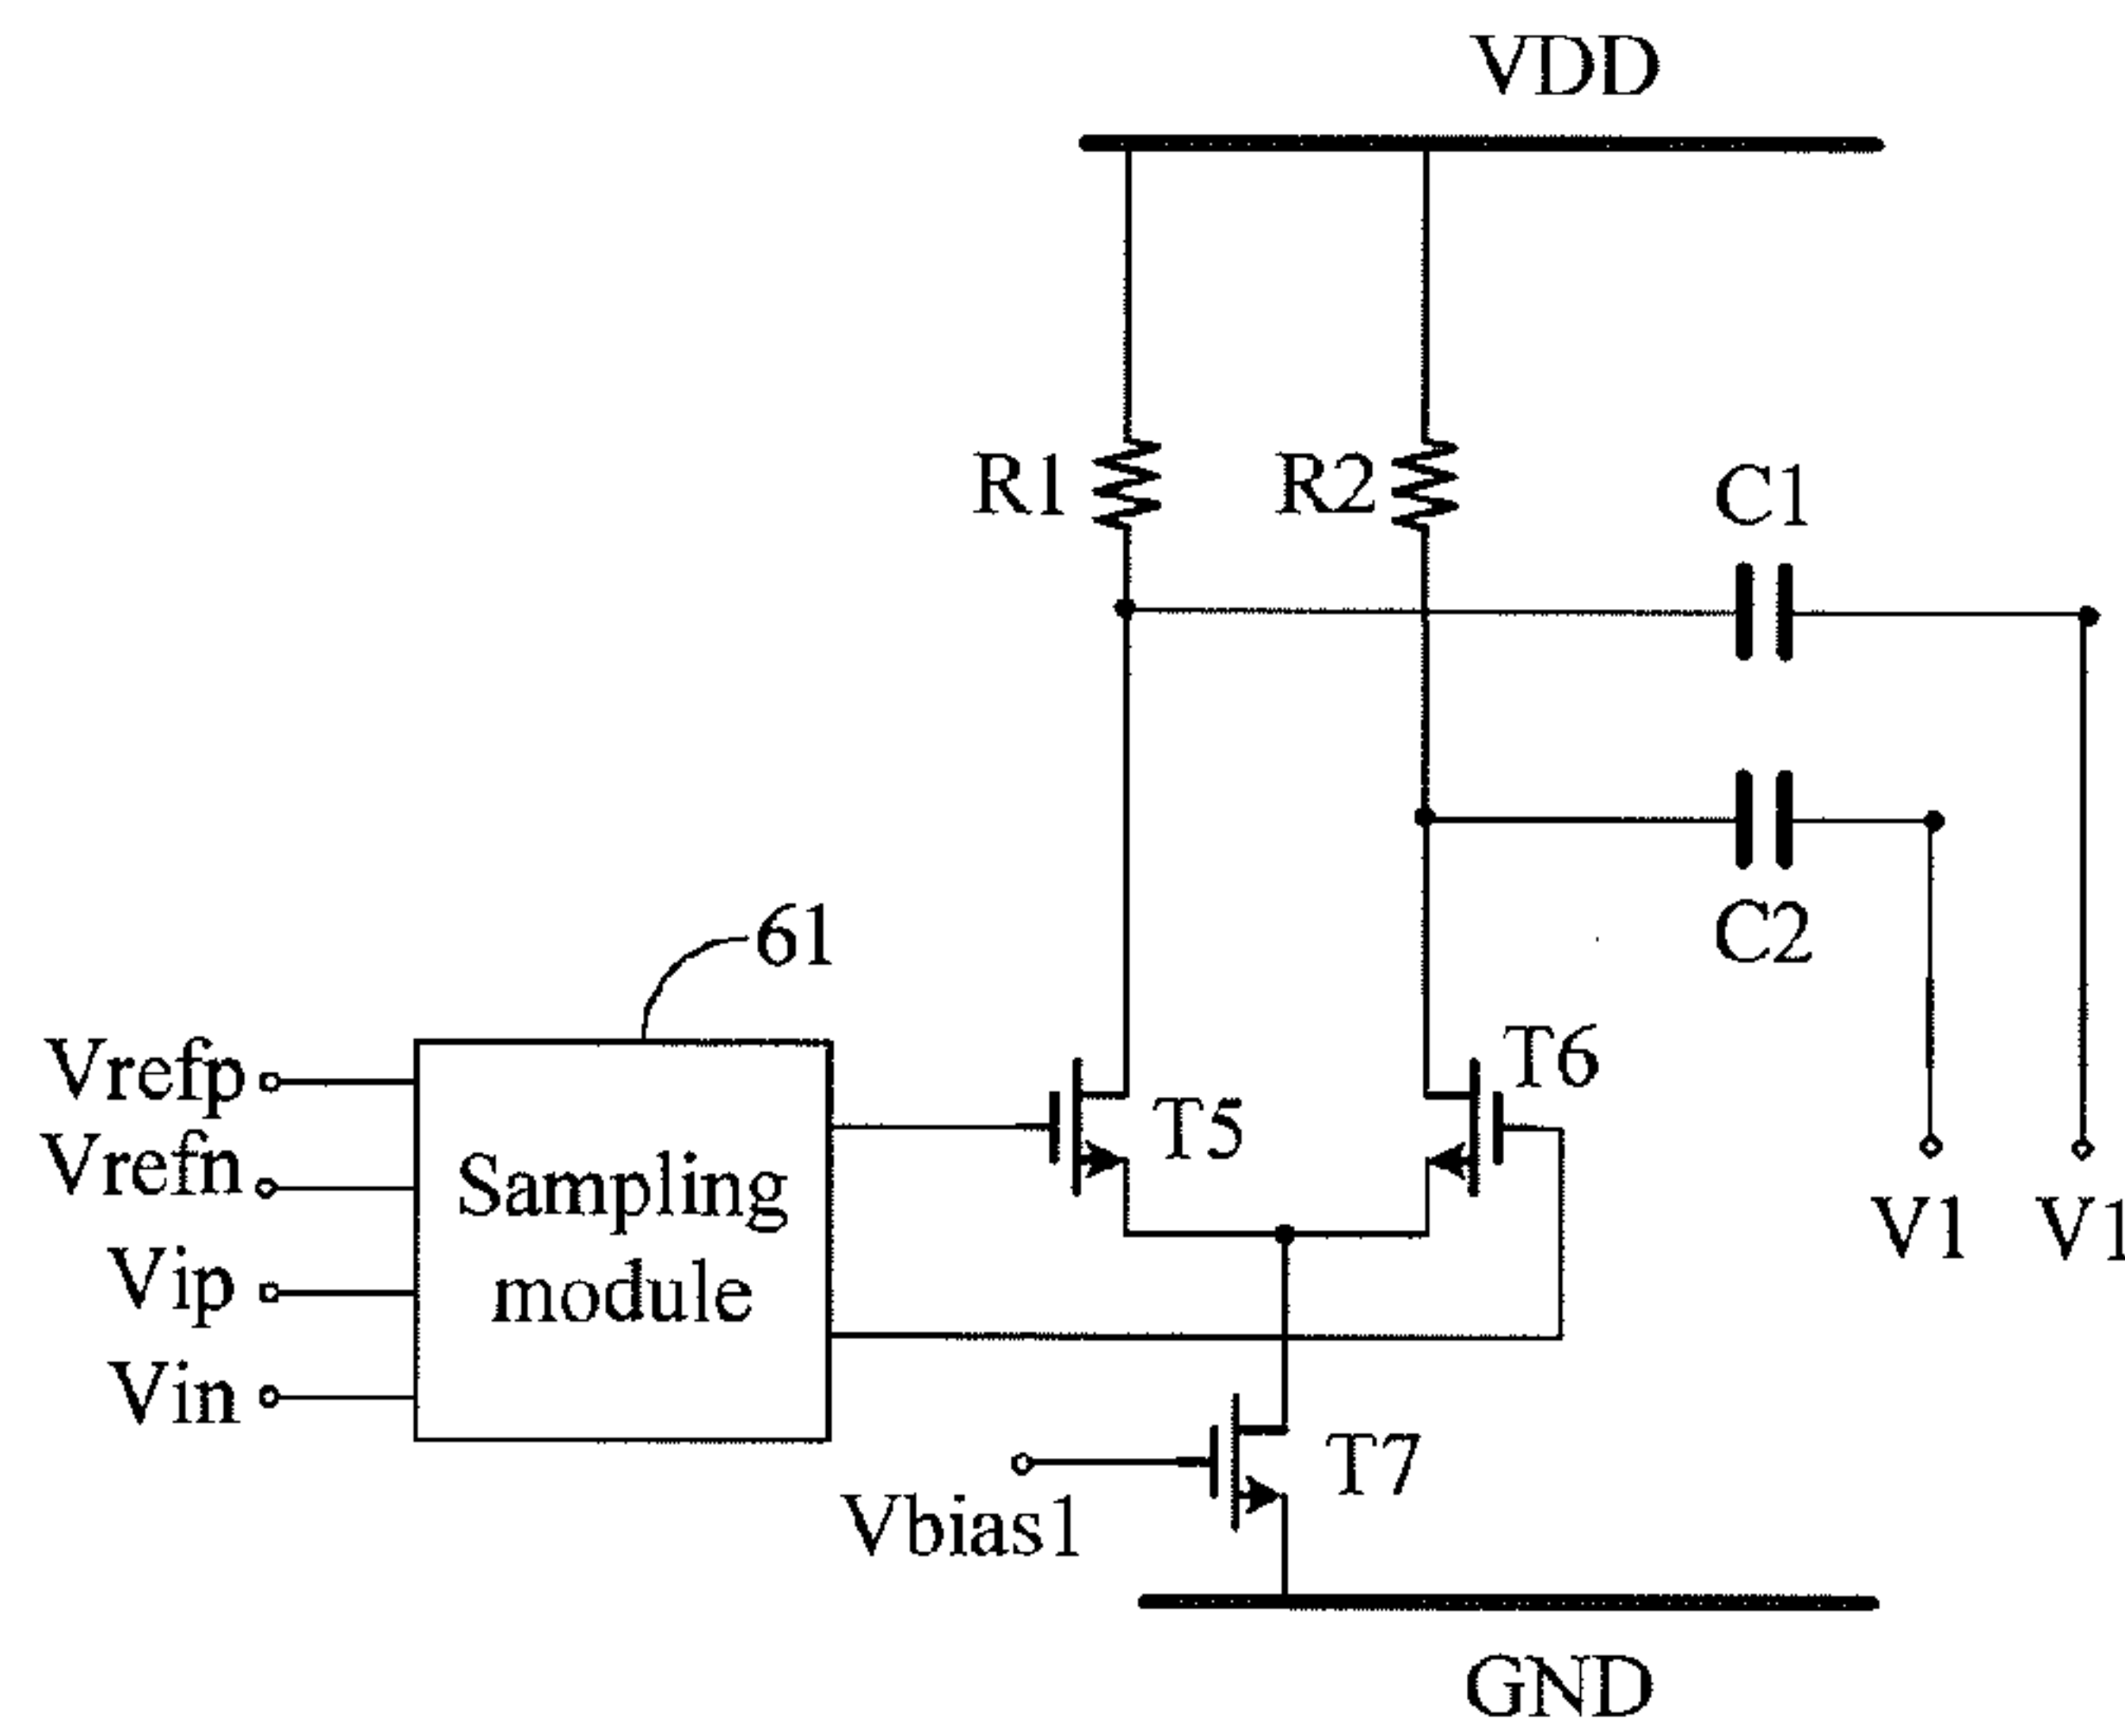 VDD
R1
R2
C1
C2
61
Vrefp
Vrefn
Vip
Vin
Sampling
module
T5
T6
V1
V1
Vbias1
T7
GND